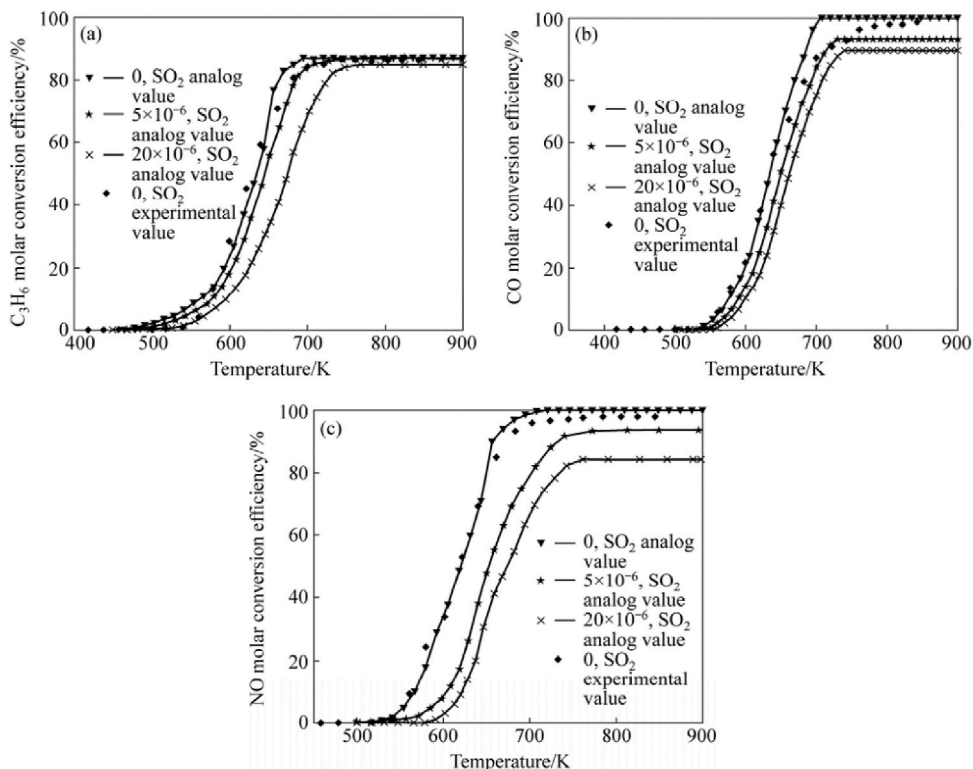 (a)
C3H6 molar conversion efficiency/%
100
80
60
40
20
0
0, SO2 analog
value
5×10−6, SO2
analog value
20×10−6, SO2
analog value
0, SO2
experimental
value
400 500 600 700 800 900
Temperature/K
(b)
CO molar conversion efficiency/%
100
80
60
40
20
0
0, SO2 analog
value
5×10−6, SO2
analog value
20×10−6, SO2
analog value
0, SO2
experimental
value
400 500 600 700 800 900
Temperature/K
(c)
NO molar conversion efficiency/%
100
80
60
40
20
0
0, SO2 analog
value
5×10−6, SO2
analog value
20×10−6, SO2
analog value
0, SO2
experimental
value
500 600 700 800 900
Temperature/K